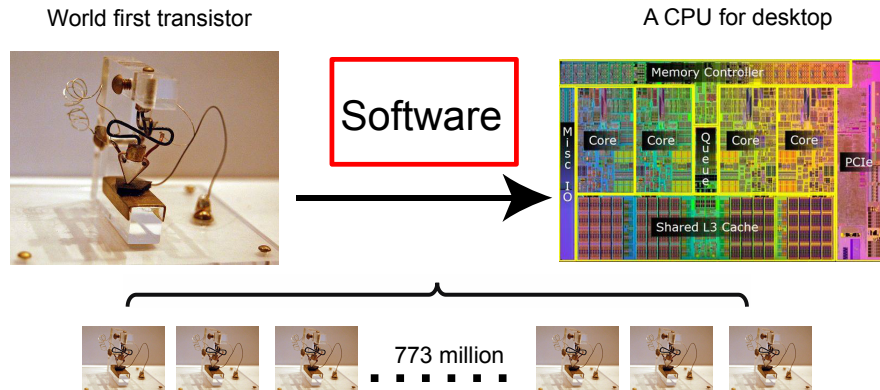 World first transistor
A CPU for desktop
Software
Memory Controller
Misc IO
Core
Core
Queue
Core
Core
PCIe
Shared L3 Cache
773 million